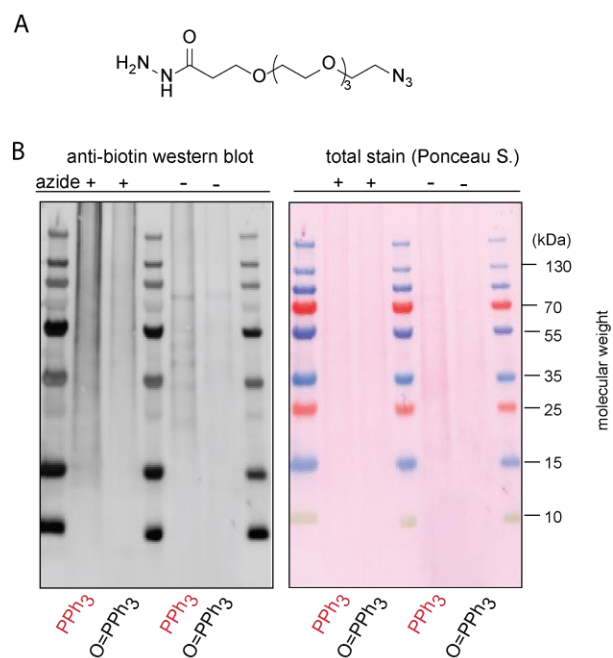 A
O
H₂N
N
H
O
O
3
N₃
B
anti-biotin western blot
total stain (Ponceau S.)
azide + + - -
+ + - -
(kDa)
130
70
55
35
25
15
10
molecular weight
PPh₃
O=PPh₃
PPh₃
O=PPh₃
PPh₃
O=PPh₃
PPh₃
O=PPh₃